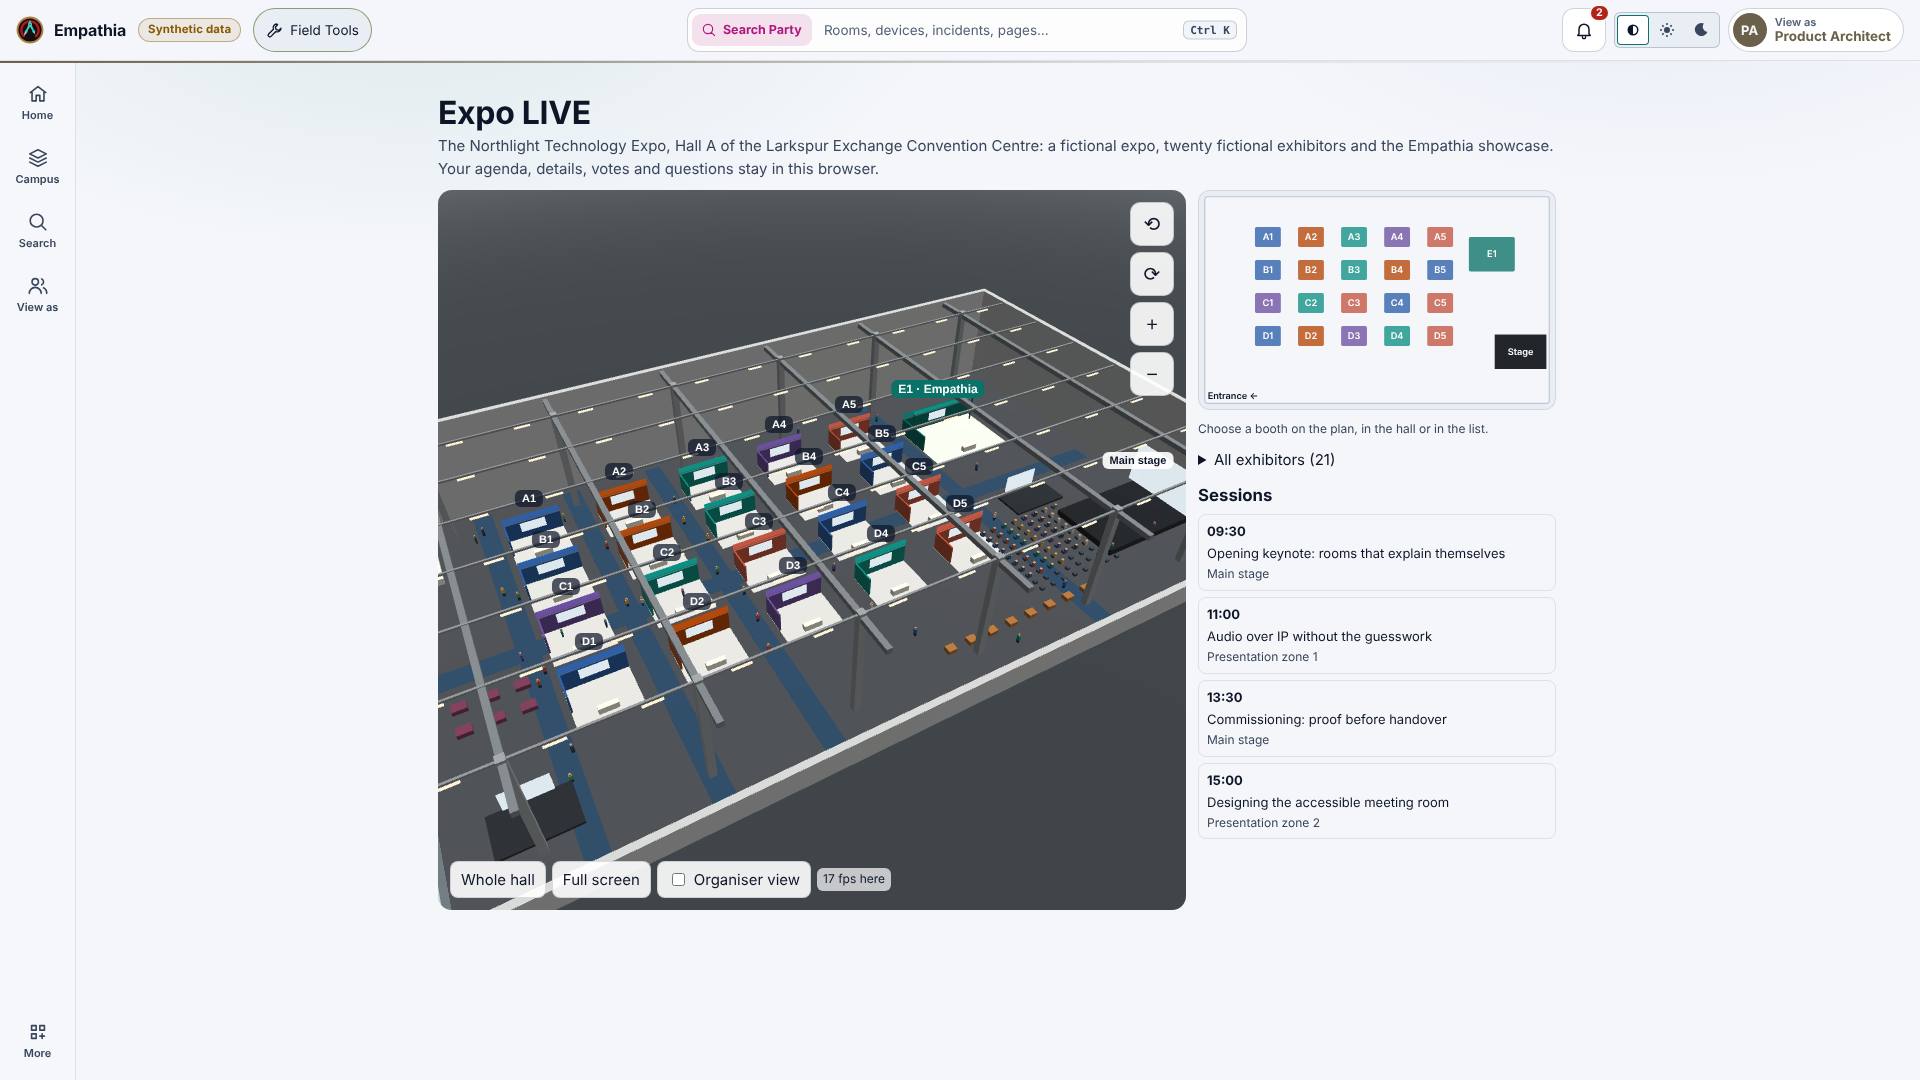 Empathia
Synthetic data
Field Tools
Search Party
Rooms, devices, incidents, pages...
Ctrl K
2
PA
View as
Product Architect
Home
Campus
Search
View as
More
Expo LIVE
The Northlight Technology Expo, Hall A of the Larkspur Exchange Convention Centre: a fictional expo, twenty fictional exhibitors and the Empathia showcase.
Your agenda, details, votes and questions stay in this browser.
E1 · Empathia
A5
A4
B5
A3
B4
C5
A2
B3
C4
Main stage
A1
B2
C3
D5
B1
C2
D4
C1
D3
D2
D1
Whole hall
Full screen
Organiser view
17 fps here
A1 A2 A3 A4 A5
E1
B1 B2 B3 B4 B5
C1 C2 C3 C4 C5
D1 D2 D3 D4 D5
Stage
Entrance ←
Choose a booth on the plan, in the hall or in the list.
All exhibitors (21)
Sessions
09:30
Opening keynote: rooms that explain themselves
Main stage
11:00
Audio over IP without the guesswork
Presentation zone 1
13:30
Commissioning: proof before handover
Main stage
15:00
Designing the accessible meeting room
Presentation zone 2